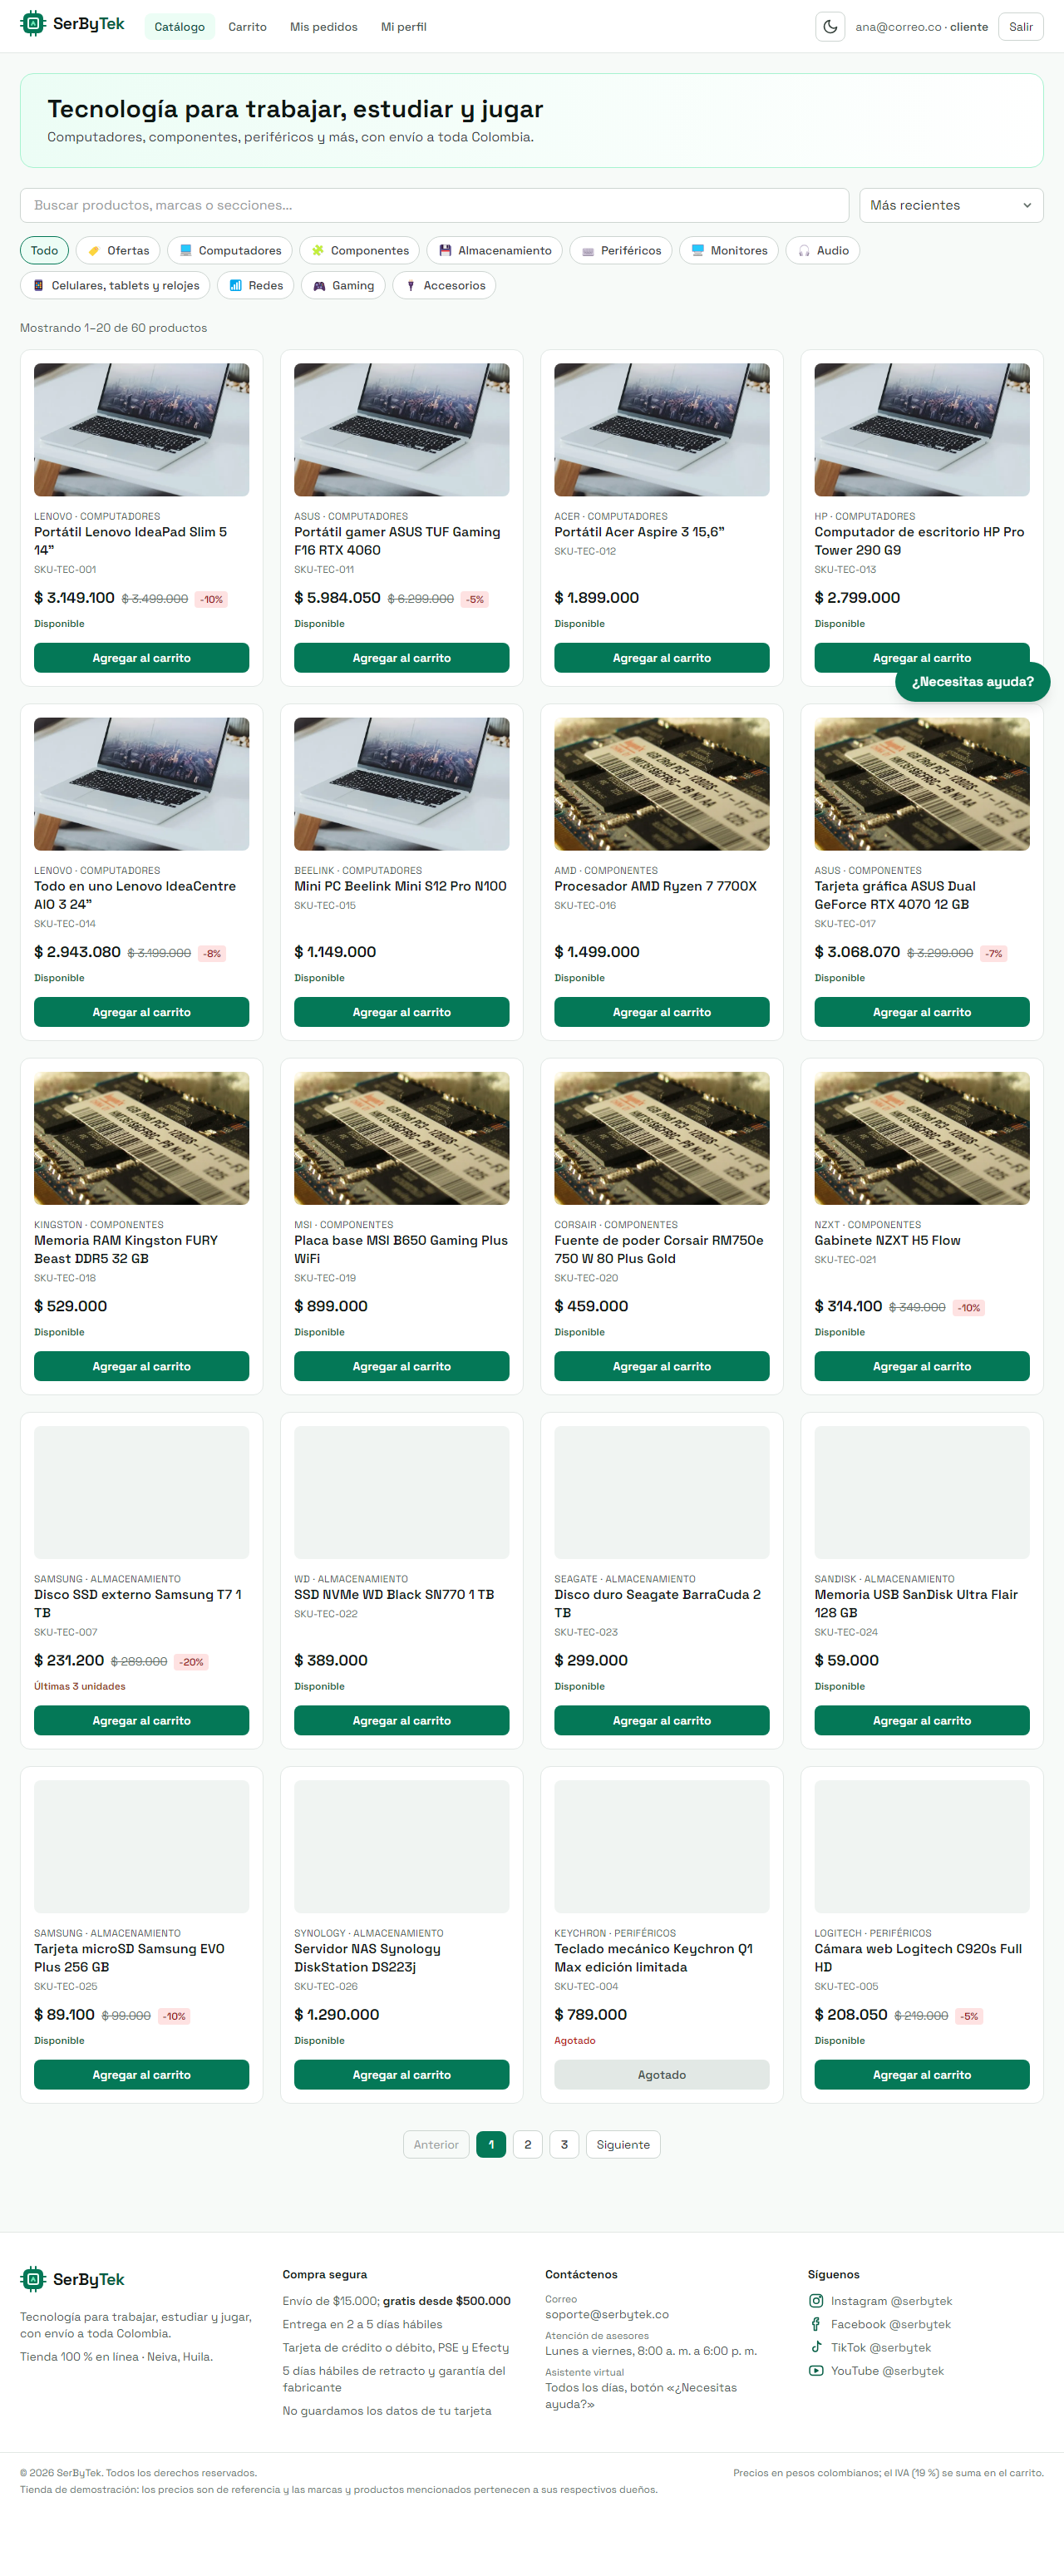 SerByTek
Catálogo
Carrito
Mis pedidos
Mi perfil
ana@correo.co · cliente
Salir
Tecnología para trabajar, estudiar y jugar
Computadores, componentes, periféricos y más, con envío a toda Colombia.
Buscar productos, marcas o secciones...
Más recientes
Todo
Ofertas
Computadores
Componentes
Almacenamiento
Periféricos
Monitores
Audio
Celulares, tablets y relojes
Redes
Gaming
Accesorios
Mostrando 1–20 de 60 productos
LENOVO · COMPUTADORES
Portátil Lenovo IdeaPad Slim 5
14”
SKU-TEC-001
$ 3.149.100 $ 3.499.000 -10%
Disponible
Agregar al carrito
ASUS · COMPUTADORES
Portátil gamer ASUS TUF Gaming
F16 RTX 4060
SKU-TEC-011
$ 5.984.050 $ 6.299.000 -5%
Disponible
Agregar al carrito
ACER · COMPUTADORES
Portátil Acer Aspire 3 15,6”
SKU-TEC-012
$ 1.899.000
Disponible
Agregar al carrito
HP · COMPUTADORES
Computador de escritorio HP Pro
Tower 290 G9
SKU-TEC-013
$ 2.799.000
Disponible
Agregar al carrito
¿Necesitas ayuda?
LENOVO · COMPUTADORES
Todo en uno Lenovo IdeaCentre
AIO 3 24”
SKU-TEC-014
$ 2.943.080 $ 3.199.000 -8%
Disponible
Agregar al carrito
BEELINK · COMPUTADORES
Mini PC Beelink Mini S12 Pro N100
SKU-TEC-015
$ 1.149.000
Disponible
Agregar al carrito
AMD · COMPONENTES
Procesador AMD Ryzen 7 7700X
SKU-TEC-016
$ 1.499.000
Disponible
Agregar al carrito
ASUS · COMPONENTES
Tarjeta gráfica ASUS Dual
GeForce RTX 4070 12 GB
SKU-TEC-017
$ 3.068.070 $ 3.299.000 -7%
Disponible
Agregar al carrito
KINGSTON · COMPONENTES
Memoria RAM Kingston FURY
Beast DDR5 32 GB
SKU-TEC-018
$ 529.000
Disponible
Agregar al carrito
MSI · COMPONENTES
Placa base MSI B650 Gaming Plus
WiFi
SKU-TEC-019
$ 899.000
Disponible
Agregar al carrito
CORSAIR · COMPONENTES
Fuente de poder Corsair RM750e
750 W 80 Plus Gold
SKU-TEC-020
$ 459.000
Disponible
Agregar al carrito
NZXT · COMPONENTES
Gabinete NZXT H5 Flow
SKU-TEC-021
$ 314.100 $ 349.000 -10%
Disponible
Agregar al carrito
SAMSUNG · ALMACENAMIENTO
Disco SSD externo Samsung T7 1
TB
SKU-TEC-007
$ 231.200 $ 289.000 -20%
Últimas 3 unidades
Agregar al carrito
WD · ALMACENAMIENTO
SSD NVMe WD Black SN770 1 TB
SKU-TEC-022
$ 389.000
Disponible
Agregar al carrito
SEAGATE · ALMACENAMIENTO
Disco duro Seagate BarraCuda 2
TB
SKU-TEC-023
$ 299.000
Disponible
Agregar al carrito
SANDISK · ALMACENAMIENTO
Memoria USB SanDisk Ultra Flair
128 GB
SKU-TEC-024
$ 59.000
Disponible
Agregar al carrito
SAMSUNG · ALMACENAMIENTO
Tarjeta microSD Samsung EVO
Plus 256 GB
SKU-TEC-025
$ 89.100 $ 99.000 -10%
Disponible
Agregar al carrito
SYNOLOGY · ALMACENAMIENTO
Servidor NAS Synology
DiskStation DS223j
SKU-TEC-026
$ 1.290.000
Disponible
Agregar al carrito
KEYCHRON · PERIFÉRICOS
Teclado mecánico Keychron Q1
Max edición limitada
SKU-TEC-004
$ 789.000
Agotado
Agotado
LOGITECH · PERIFÉRICOS
Cámara web Logitech C920s Full
HD
SKU-TEC-005
$ 208.050 $ 219.000 -5%
Disponible
Agregar al carrito
Anterior
1
2
3
Siguiente
SerByTek
Tecnología para trabajar, estudiar y jugar,
con envío a toda Colombia.
Tienda 100 % en línea · Neiva, Huila.
Compra segura
Envío de $15.000; gratis desde $500.000
Entrega en 2 a 5 días hábiles
Tarjeta de crédito o débito, PSE y Efecty
5 días hábiles de retracto y garantía del
fabricante
No guardamos los datos de tu tarjeta
Contáctenos
Correo
soporte@serbytek.co
Atención de asesores
Lunes a viernes, 8:00 a. m. a 6:00 p. m.
Asistente virtual
Todos los días, botón «¿Necesitas
ayuda?»
Síguenos
Instagram @serbytek
Facebook @serbytek
TikTok @serbytek
YouTube @serbytek
© 2026 SerByTek. Todos los derechos reservados.
Precios en pesos colombianos; el IVA (19 %) se suma en el carrito.
Tienda de demostración: los precios son de referencia y las marcas y productos mencionados pertenecen a sus respectivos dueños.